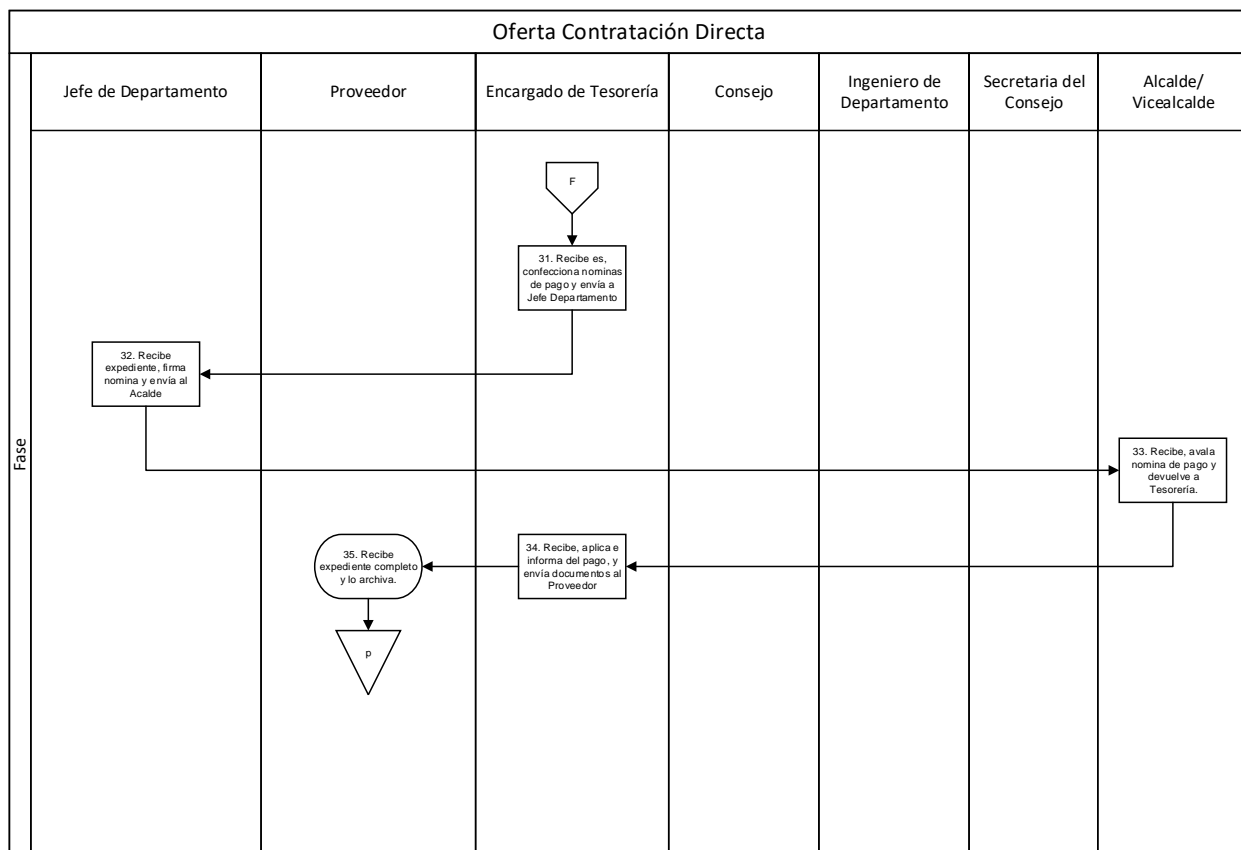 Oferta Contratación Directa
Fase
Jefe de Departamento
Proveedor
Encargado de Tesorería
Consejo
Ingeniero de
Departamento
Secretaria del
Consejo
Alcalde/
Vicealcalde
F
31. Recibe es,
confecciona nominas
de pago y envía a
Jefe Departamento
32. Recibe
expediente, firma
nomina y envía al
Acalde
33. Recibe, avala
nomina de pago y
devuelve a
Tesorería.
35. Recibe
expediente completo
y lo archiva.
34. Recibe, aplica e
informa del pago, y
envía documentos al
Proveedor
p